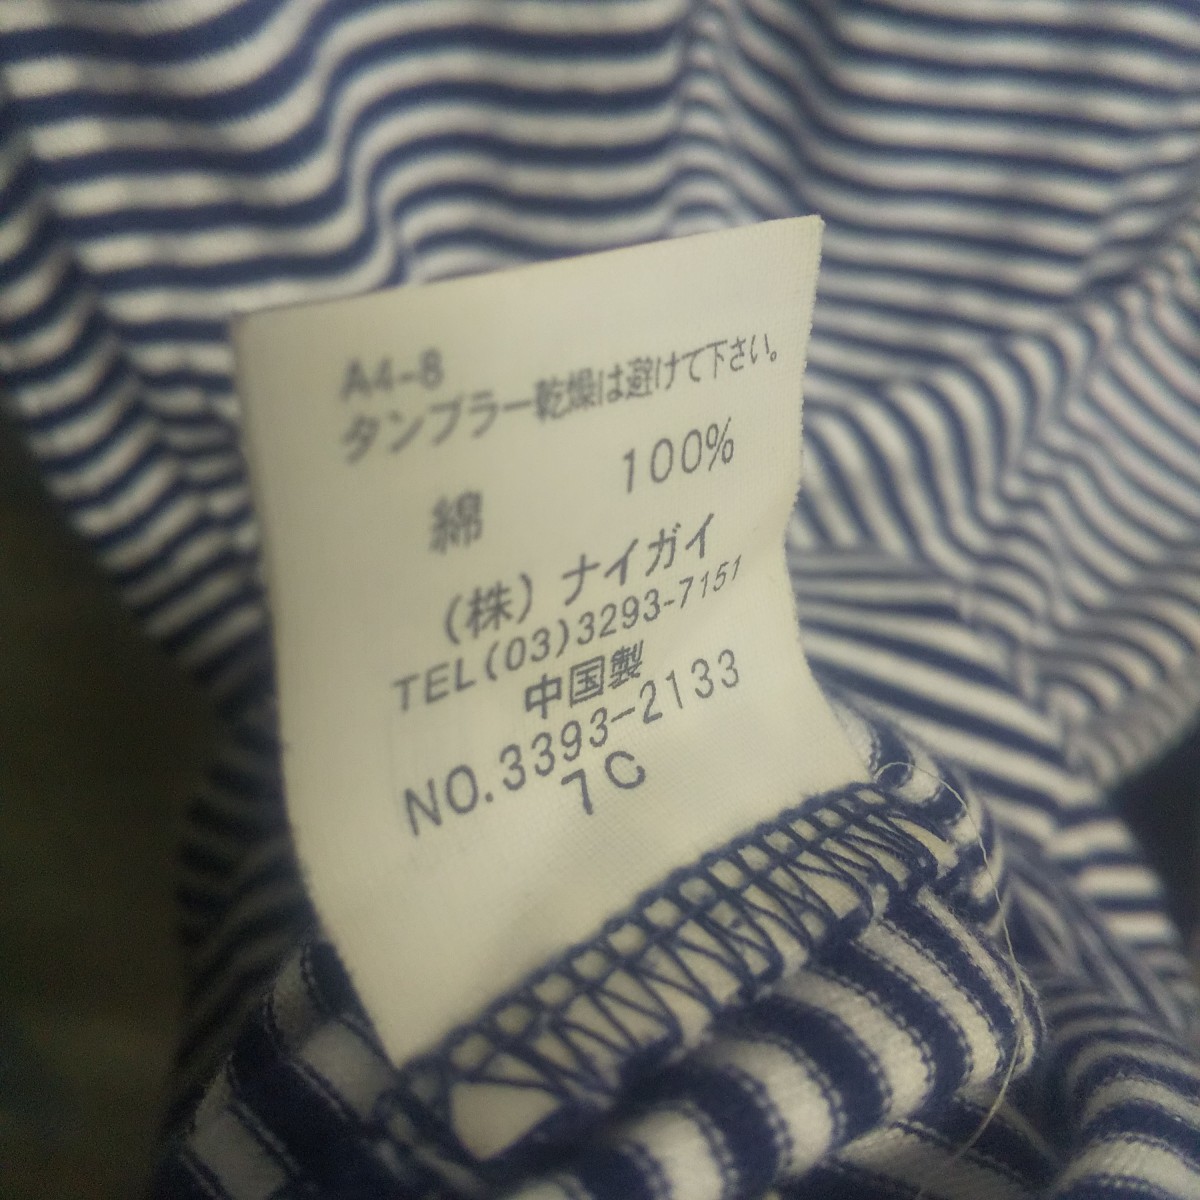 A4-8
タンブラー乾燥は避けて下さい。
綿 100%
(株) ナイガイ
TEL(03)3293-7151
中国製
NO.3393-2133
7C